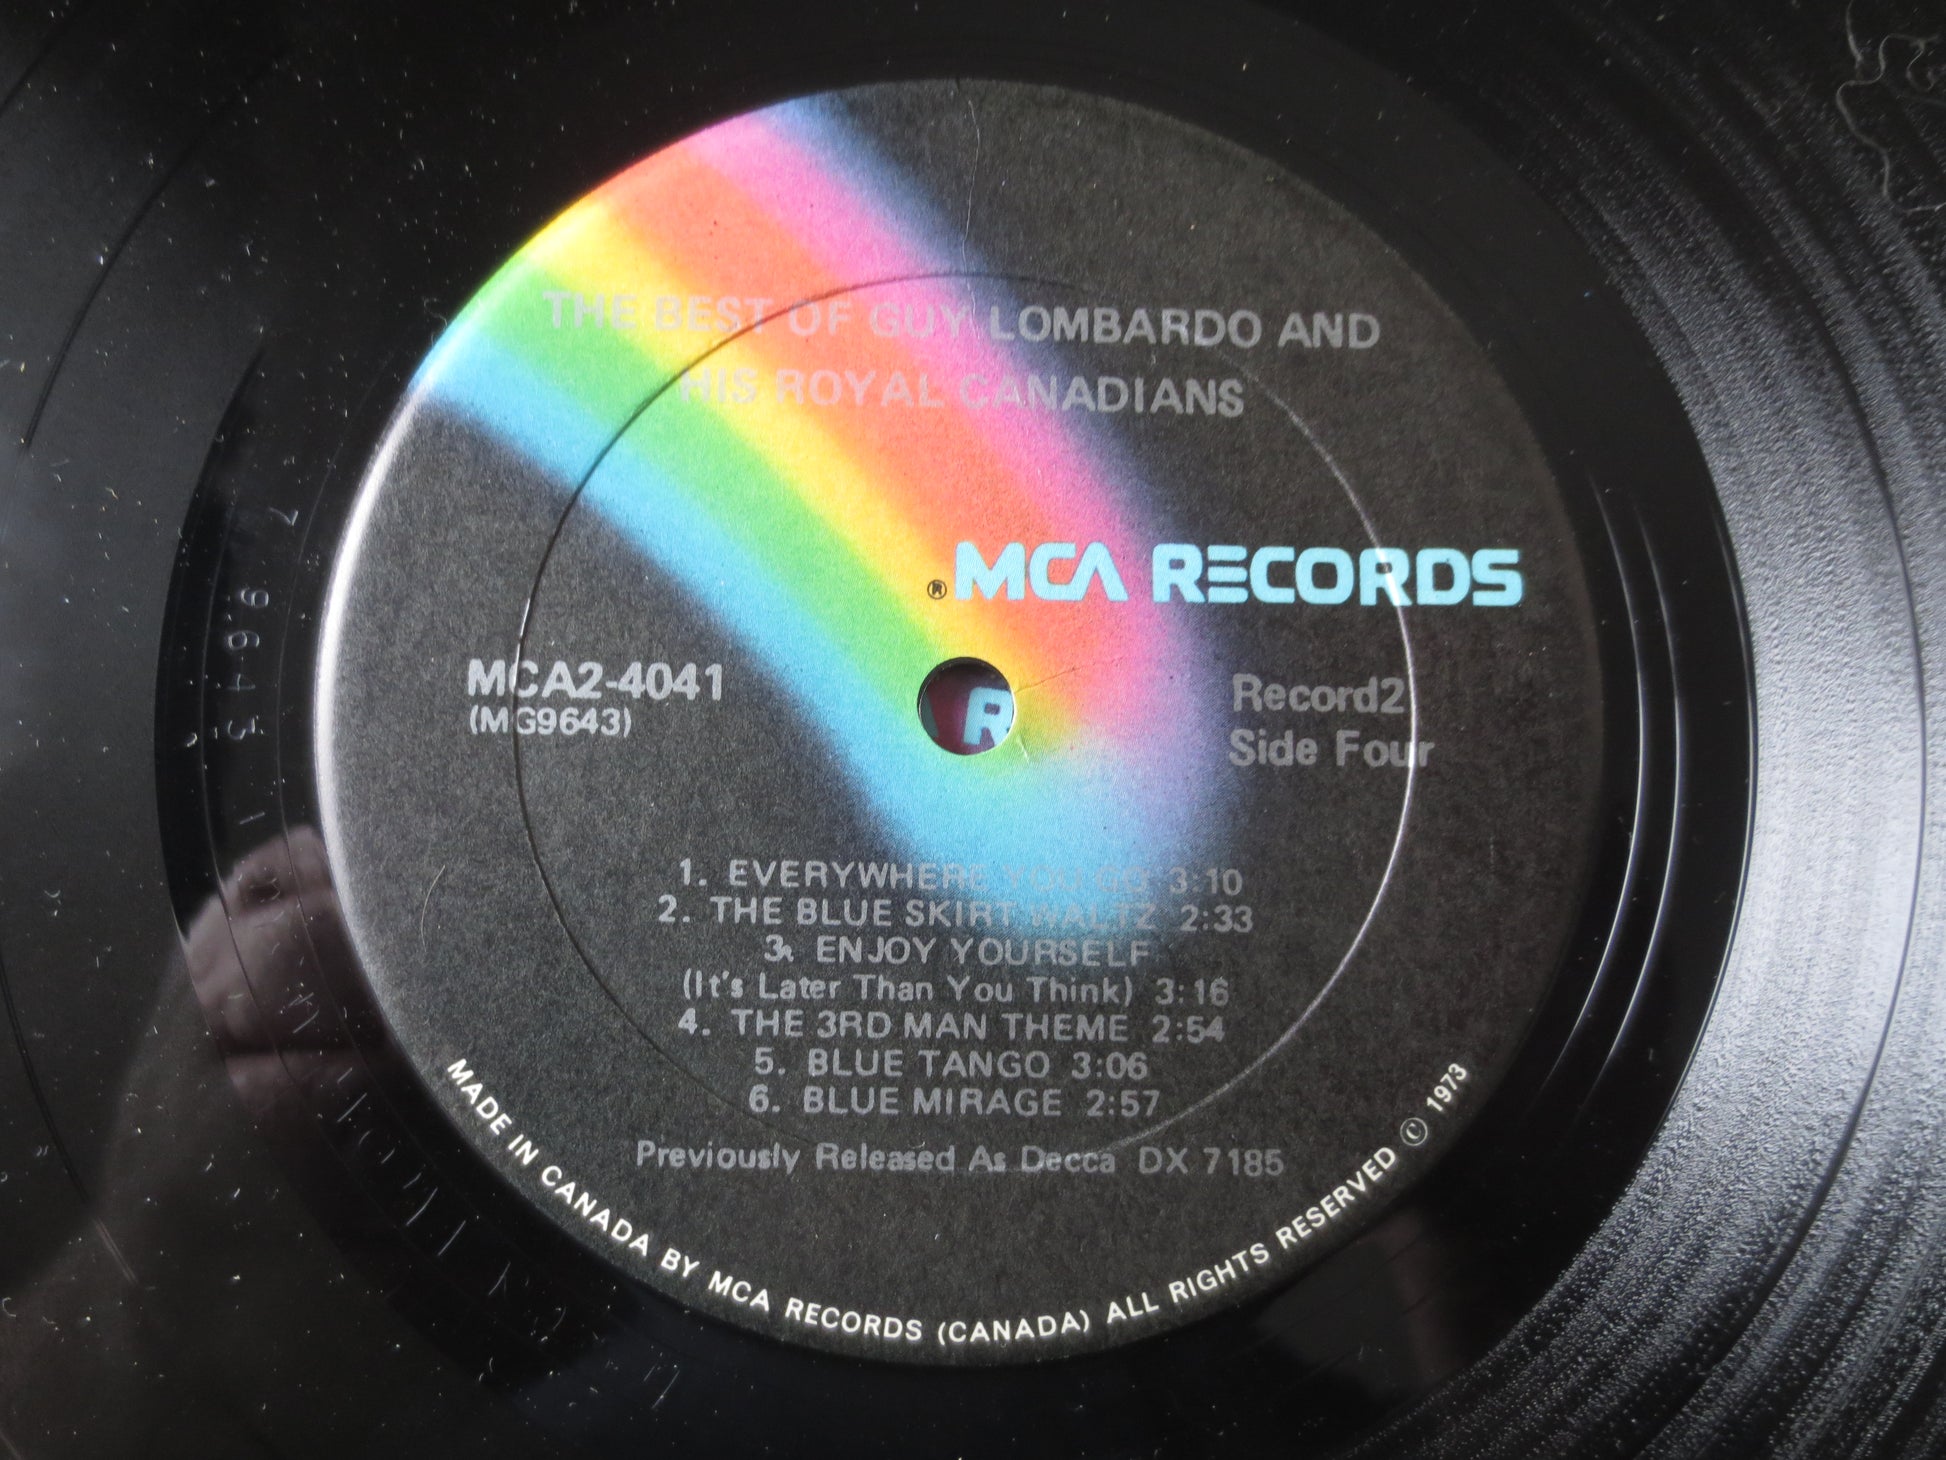 THE BEST OF GUY LOMBARDO AND
HIS ROYAL CANADIANS
® MCA RECORDS
MCA2-4041
(MG9643)
R
Record2
Side Four
1. EVERYWHERE YOU GO 3:10
2. THE BLUE SKIRT WALTZ 2:33
3. ENJOY YOURSELF
(It's Later Than You Think) 3:16
4. THE 3RD MAN THEME 2:54
5. BLUE TANGO 3:06
6. BLUE MIRAGE 2:57
Previously Released As Decca DX 7185
MADE IN CANADA BY MCA RECORDS (CANADA) ALL RIGHTS RESERVED © 1973